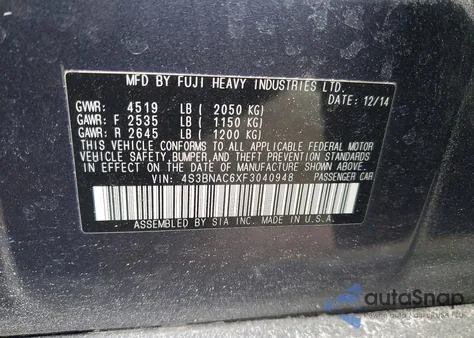 MFD BY FUJI HEAVY INDUSTRIES LTD.
DATE: 12/14
GVWR: 4519 LB ( 2050 KG)
GAWR: F 2535 LB ( 1150 KG)
GAWR: R 2645 LB ( 1200 KG)
THIS VEHICLE CONFORMS TO ALL APPLICABLE FEDERAL MOTOR
VEHICLE SAFETY, BUMPER, AND THEFT PREVENTION STANDARDS
IN EFFECT ON THE DATE OF MANUFACTURE SHOWN ABOVE.
VIN: 4S3BNAC6XF3040948 PASSENGER CAR
ASSEMBLED BY SIA INC. MADE IN U.S.A.
autoSnap